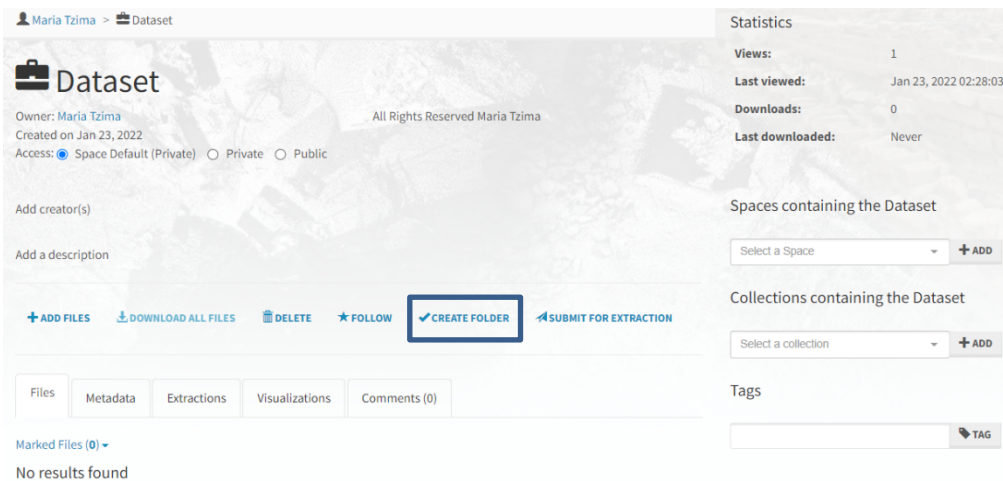 Maria Tzima > Dataset
Dataset
Owner: Maria Tzima
All Rights Reserved Maria Tzima
Created on Jan 23, 2022
Access: Space Default (Private) Private Public
Add creator(s)
Add a description
+ ADD FILES DOWNLOAD ALL FILES DELETE FOLLOW CREATE FOLDER SUBMIT FOR EXTRACTION
Files Metadata Extractions Visualizations Comments (0)
Marked Files (0)
No results found
Statistics
Views: 1
Last viewed: Jan 23, 2022 02:28:03
Downloads: 0
Last downloaded: Never
Spaces containing the Dataset
Select a Space + ADD
Collections containing the Dataset
Select a collection + ADD
Tags
TAG